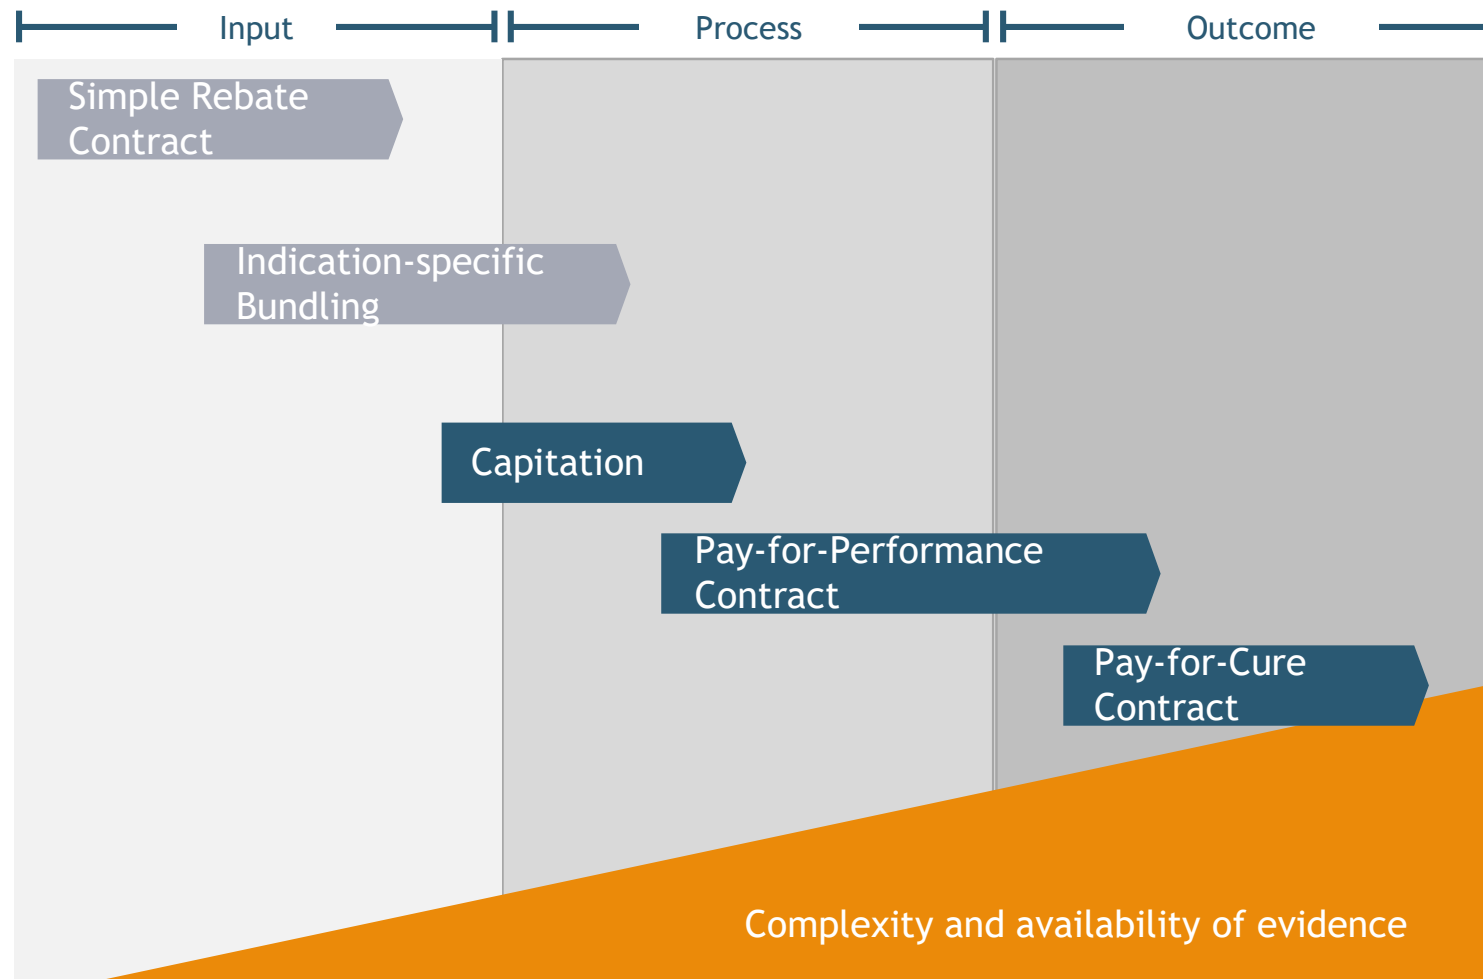 Input
Process
Outcome
Simple Rebate
Contract
Indication-specific
Bundling
Capitation
Pay-for-Performance
Contract
Pay-for-Cure
Contract
Complexity and availability of evidence